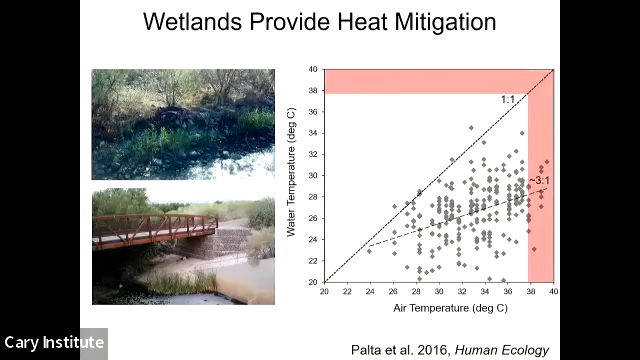 Wetlands Provide Heat Mitigation
40
38
36
34
32
30
28
26
24
22
20
Water Temperature (deg C)
1:1
~3:1
20 22 24 26 28 30 32 34 36 38 40
Air Temperature (deg C)
Cary Institute
Palta et al. 2016, Human Ecology